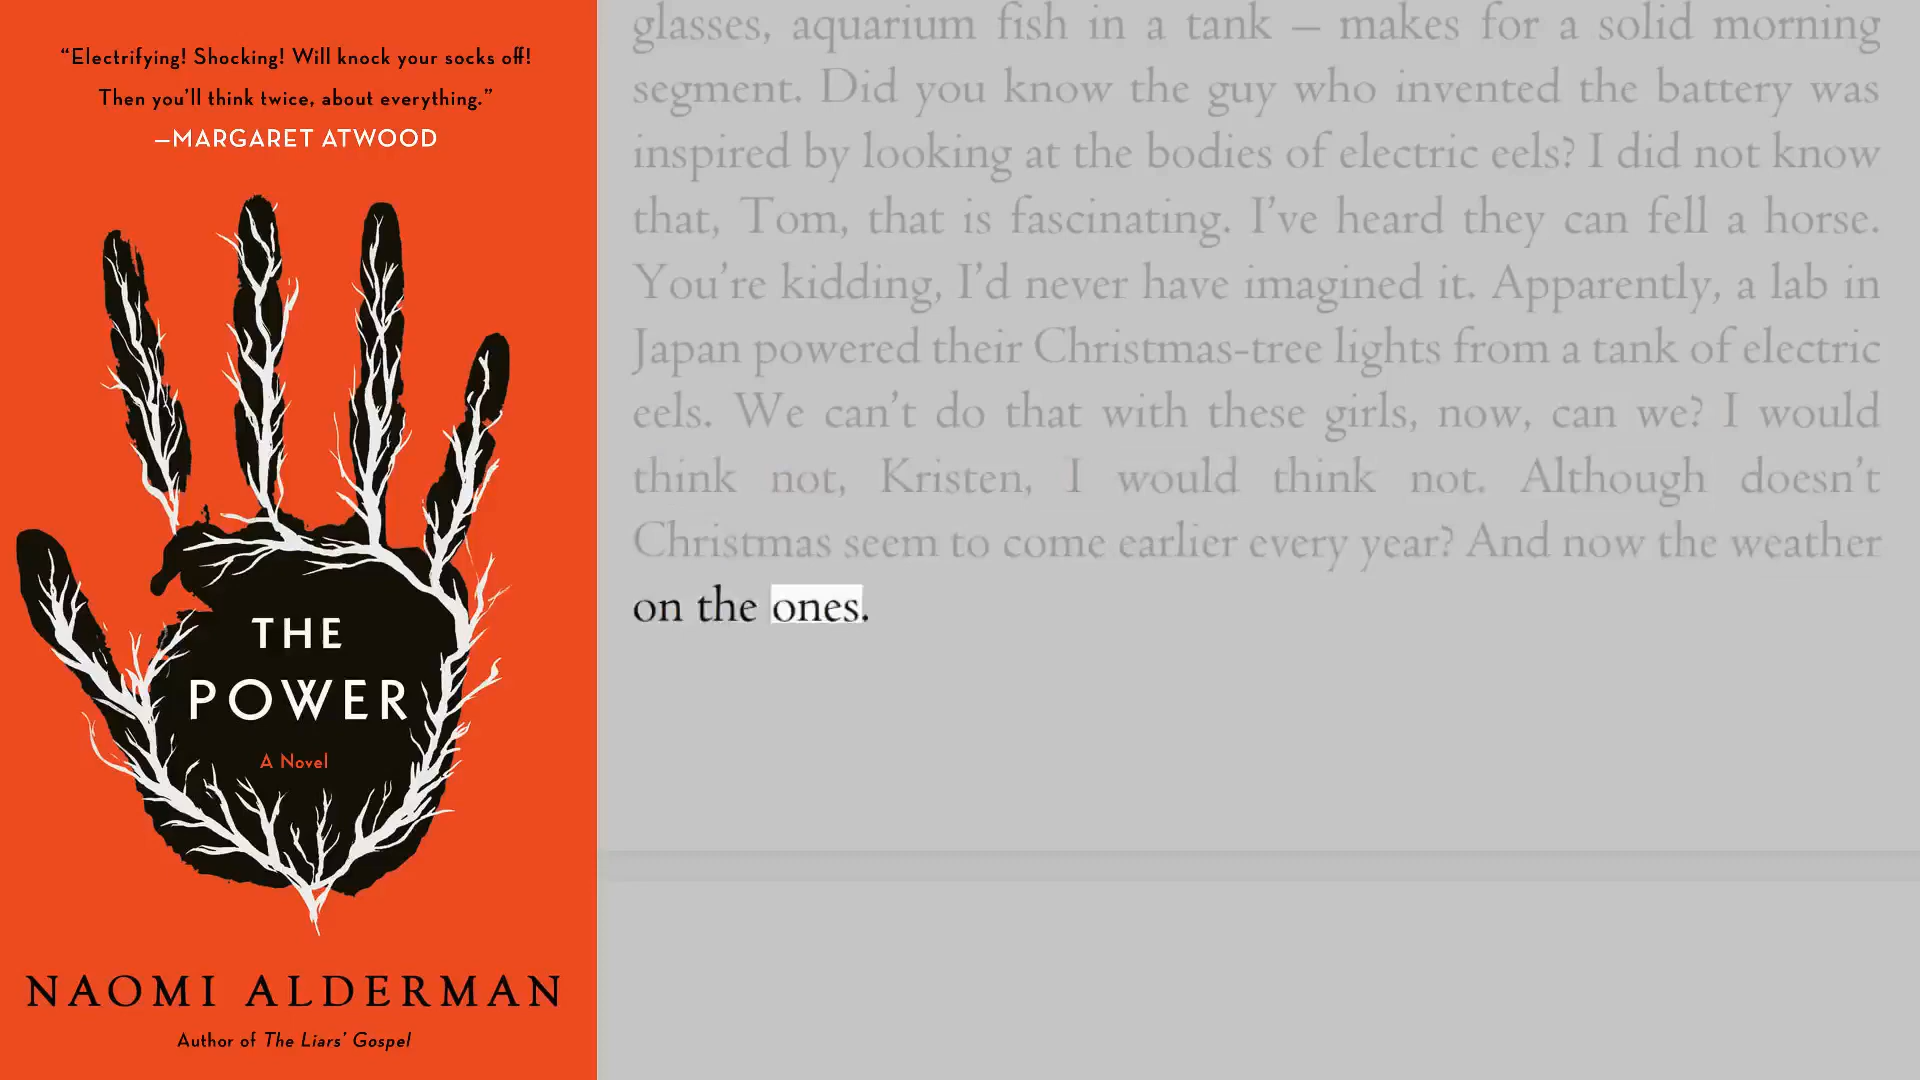 “Electrifying! Shocking! Will knock your socks off!
Then you’ll think twice, about everything.”
—MARGARET ATWOOD
THE
POWER
A Novel
NAOMI ALDERMAN
Author of The Liars’ Gospel
glasses, aquarium fish in a tank – makes for a solid morning
segment. Did you know the guy who invented the battery was
inspired by looking at the bodies of electric eels? I did not know
that, Tom, that is fascinating. I’ve heard they can fell a horse.
You’re kidding, I’d never have imagined it. Apparently, a lab in
Japan powered their Christmas-tree lights from a tank of electric
eels. We can’t do that with these girls, now, can we? I would
think not, Kristen, I would think not. Although doesn’t
Christmas seem to come earlier every year? And now the weather
on the ones.